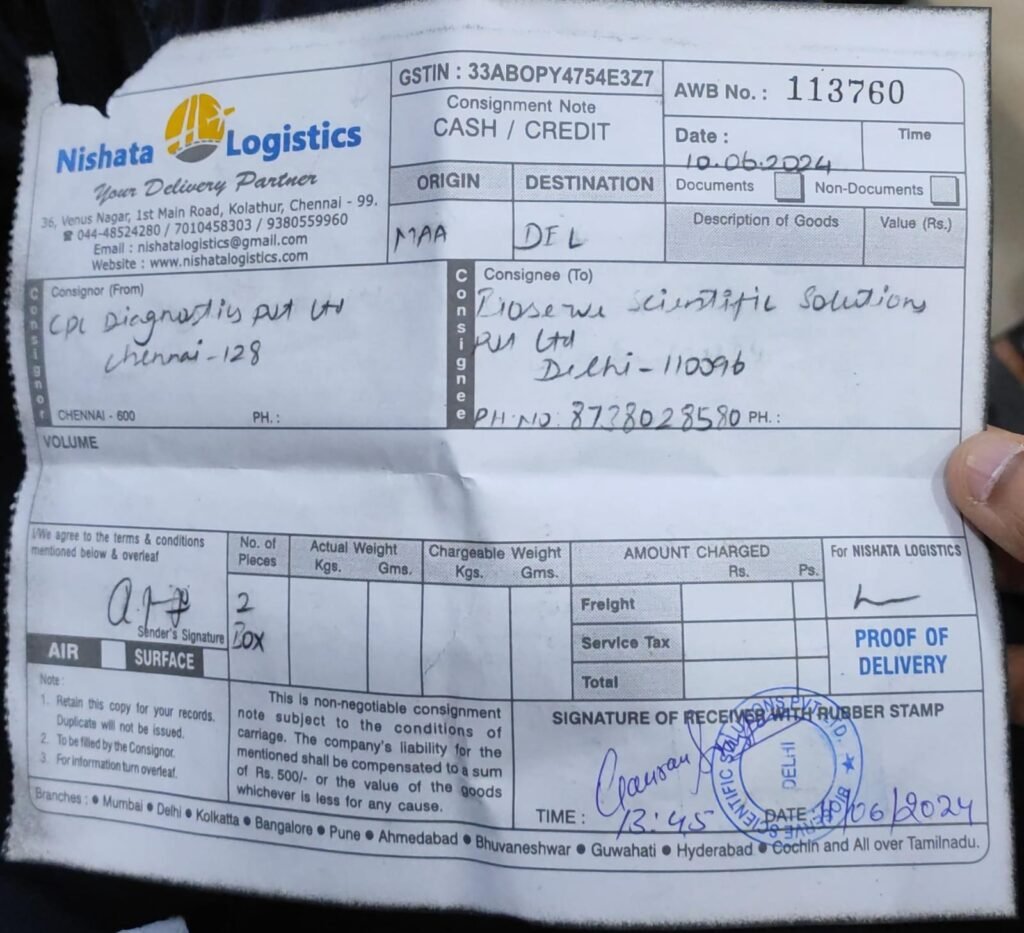 Nishata Logistics
Your Delivery Partner
36, Venus Nagar, 1st Main Road, Kolathur, Chennai - 99.
☎ 044-48524280 / 7010458303 / 9380559960
Email : nishatalogistics@gmail.com
Website : www.nishatalogistics.com
GSTIN : 33ABOPY4754E3Z7
Consignment Note
CASH / CREDIT
ORIGIN DESTINATION
MAA DEL
AWB No. : 113760
Date : Time
10.06.2024
Documents Non-Documents
Description of Goods Value (Rs.)
Consignor
Consignor (From)
CPC Diagnostics Pvt Ltd
Chennai-128
CHENNAI - 600 PH. :
Consignee
Consignee (To)
Bioserve Scientific Solutions
Pvt Ltd
Delhi-110096
PH.NO. 8738028580 PH. :
VOLUME
I/We agree to the terms & conditions
mentioned below & overleaf
Sender's Signature
AIR SURFACE
No. of
Pieces
2
Box
Actual Weight
Kgs. Gms.
Chargeable Weight
Kgs. Gms.
AMOUNT CHARGED
Rs. Ps.
Freight
Service Tax
Total
For NISHATA LOGISTICS
PROOF OF
DELIVERY
Note :
1. Retain this copy for your records.
Duplicate will not be issued.
2. To be filled by the Consignor.
3. For information turn overleaf.
This is non-negotiable consignment
note subject to the conditions of
carriage. The company's liability for the
mentioned shall be compensated to a sum
of Rs. 500/- or the value of the goods
whichever is less for any cause.
SIGNATURE OF RECEIVER WITH RUBBER STAMP
BIOSERVE SCIENTIFIC SOLUTIONS PVT. LTD. ★
DELHI
TIME : 13:45 DATE : /06/2024
Branches : ● Mumbai ● Delhi ● Kolkatta ● Bangalore ● Pune ● Ahmedabad ● Bhuvaneshwar ● Guwahati ● Hyderabad ● Cochin and All over Tamilnadu.